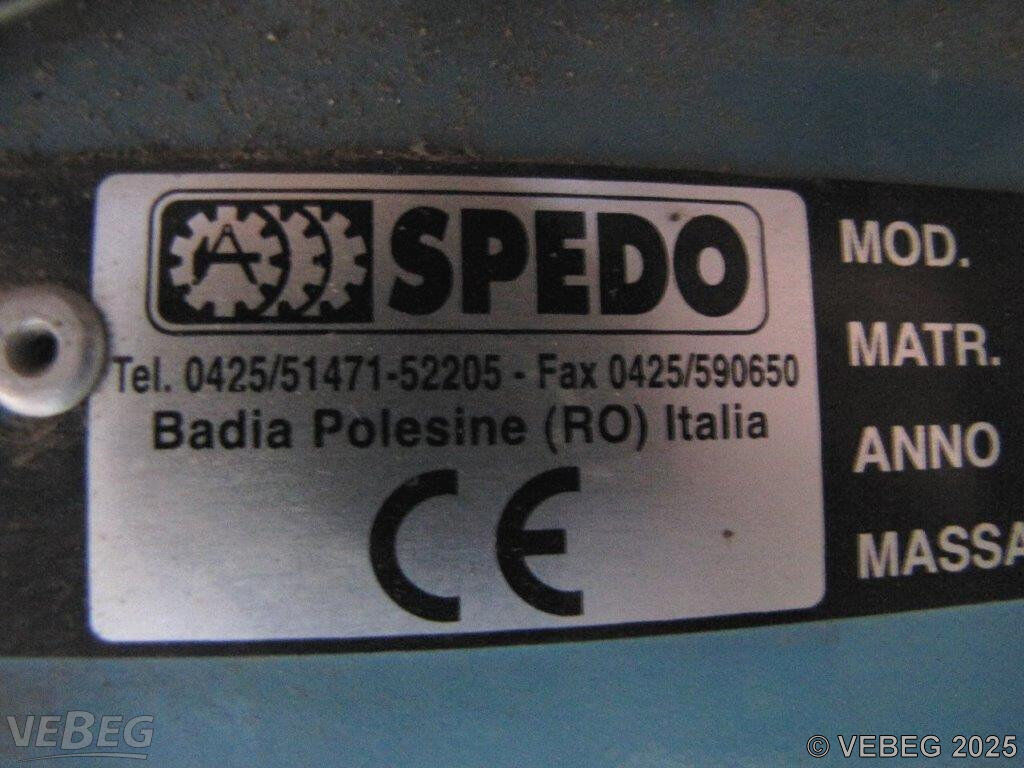 SPEDO
Tel. 0425/51471-52205 - Fax 0425/590650
Badia Polesine (RO) Italia
CE
MOD.
MATR.
ANNO
MASSA
VEBEG
© VEBEG 2025